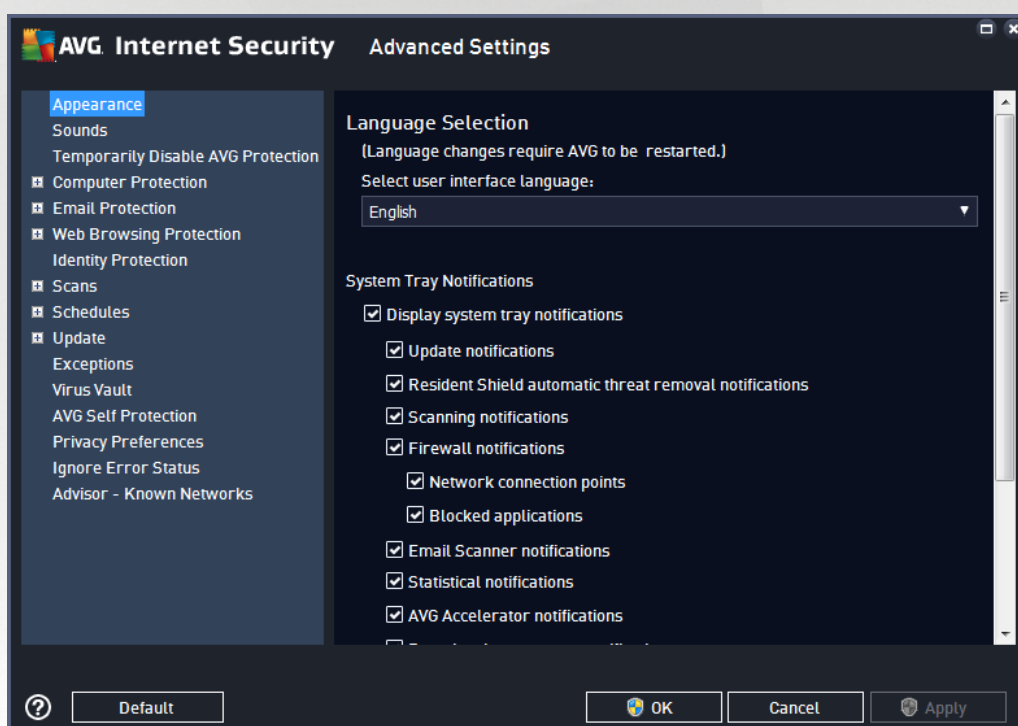 AVG. Internet Security Advanced Settings
Appearance
Sounds
Temporarily Disable AVG Protection
Computer Protection
Email Protection
Web Browsing Protection
Identity Protection
Scans
Schedules
Update
Exceptions
Virus Vault
AVG Self Protection
Privacy Preferences
Ignore Error Status
Advisor - Known Networks
Language Selection
(Language changes require AVG to be restarted.)
Select user interface language:
English
System Tray Notifications
Display system tray notifications
Update notifications
Resident Shield automatic threat removal notifications
Scanning notifications
Firewall notifications
Network connection points
Blocked applications
Email Scanner notifications
Statistical notifications
AVG Accelerator notifications
Default
OK
Cancel
Apply